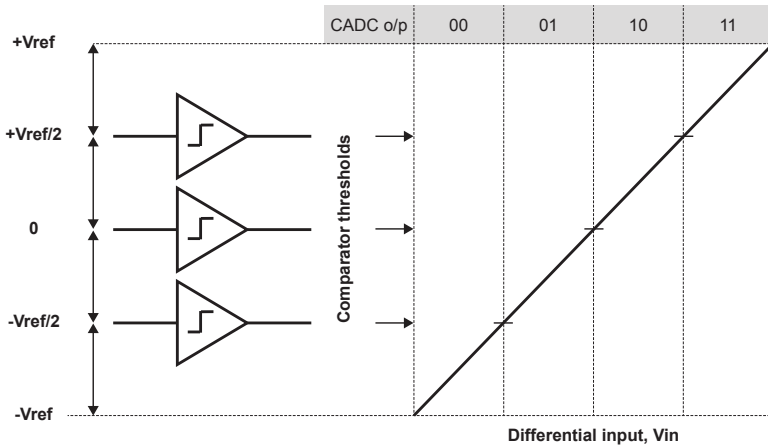 CADC o/p 00 01 10 11
+Vref
+Vref/2
0
-Vref/2
-Vref
Comparator thresholds
Differential input, Vin